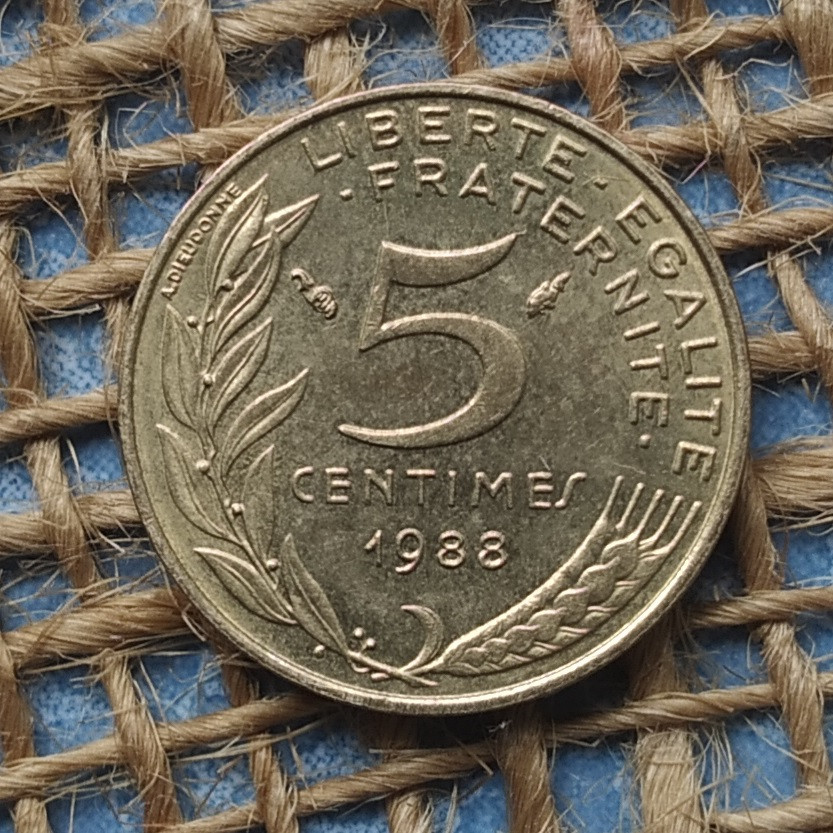 LIBERTE · EGALITE
· FRATERNITE ·
A.DIEUDONNE
5
CENTIMES
1988